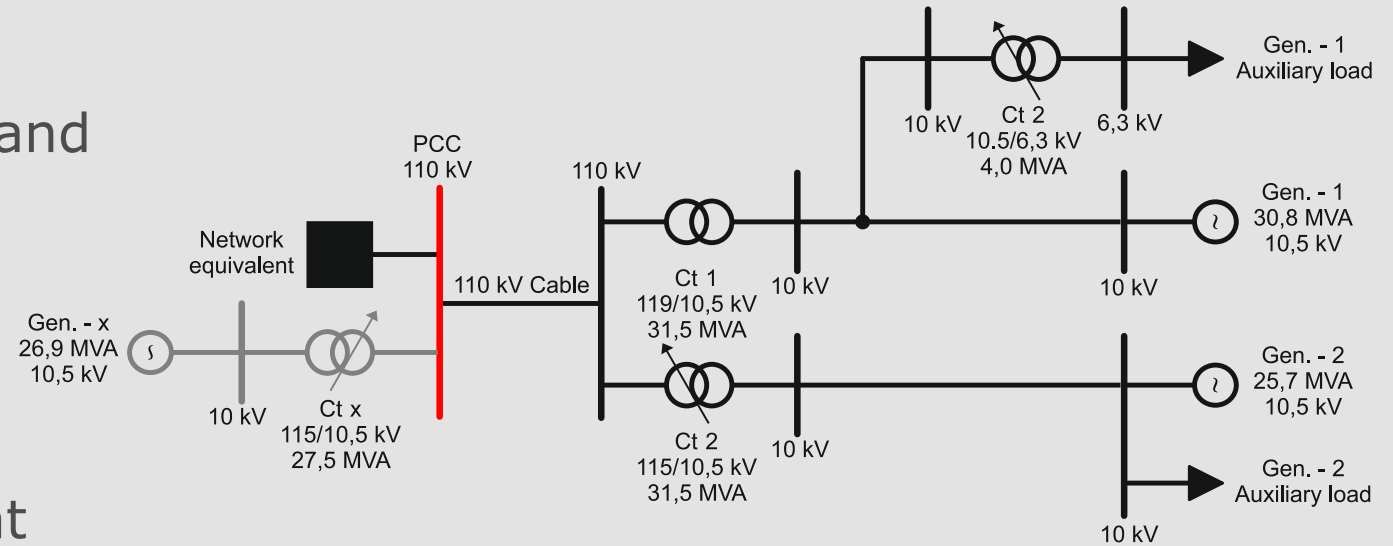 and
nt
PCC
110 kV
Network
equivalent
Gen. - x
26,9 MVA
10,5 kV
10 kV
Ct x
115/10,5 kV
27,5 MVA
110 kV Cable
110 kV
Ct 1
119/10,5 kV
31,5 MVA
10 kV
Ct 2
115/10,5 kV
31,5 MVA
10 kV
10 kV
Ct 2
10.5/6,3 kV
4,0 MVA
6,3 kV
Gen. - 1
Auxiliary load
Gen. - 1
30,8 MVA
10,5 kV
~
10 kV
Gen. - 2
25,7 MVA
10,5 kV
~
Gen. - 2
Auxiliary load
10 kV